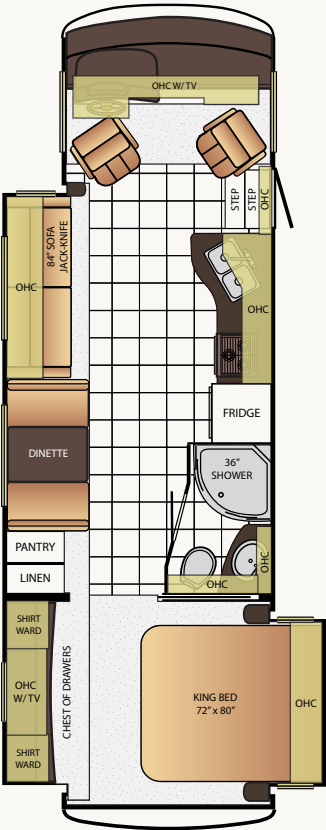 OHC W/ TV
STEP
STEP
OHC
84" SOFA
JACK-KNIFE
OHC
OHC
FRIDGE
DINETTE
36"
SHOWER
PANTRY
LINEN
OHC
OHC
SHIRT
WARD
OHC
W/ TV
SHIRT
WARD
CHEST OF DRAWERS
KING BED
72" x 80"
OHC